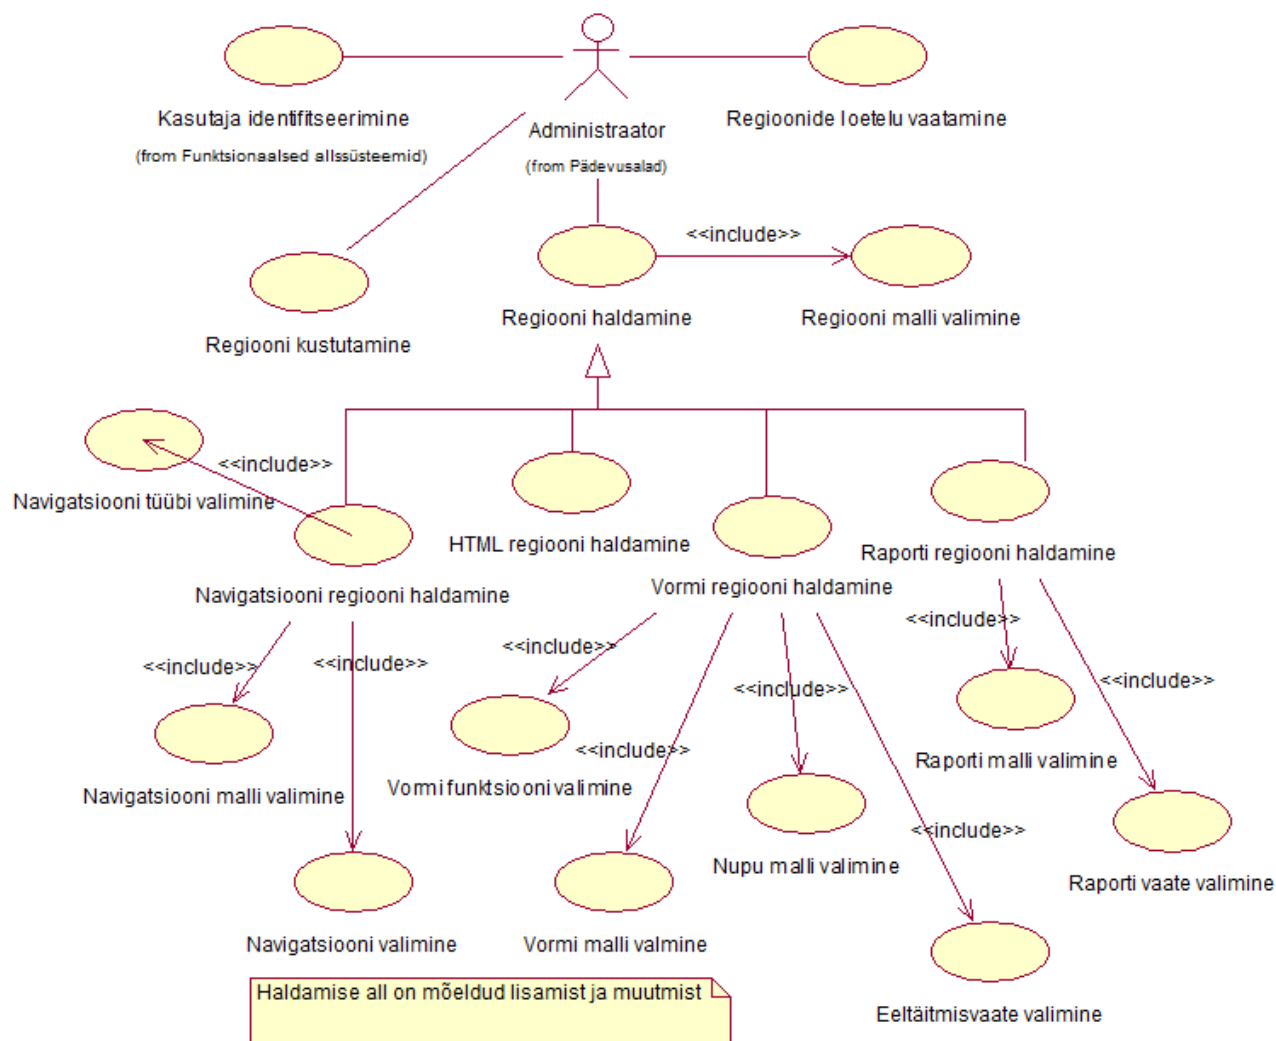 Kasutaja identifitseerimine
(from Funktsionaalsed allssüsteemid)
Administraator
(from Pädevusalad)
Regioonide loetelu vaatamine
Regiooni kustutamine
Regiooni haldamine
<<include>>
Regiooni malli valimine
Navigatsiooni tüübi valimine
<<include>>
Navigatsiooni regiooni haldamine
HTML regiooni haldamine
Vormi regiooni haldamine
Raporti regiooni haldamine
<<include>>
<<include>>
<<include>>
<<include>>
<<include>>
<<include>>
<<include>>
<<include>>
Navigatsiooni malli valimine
Vormi funktsiooni valimine
Raporti malli valimine
Nupu malli valimine
Raporti vaate valimine
Navigatsiooni valimine
Vormi malli valmine
Eeltäitmisvaate valimine
Haldamise all on mõeldud lisamist ja muutmist